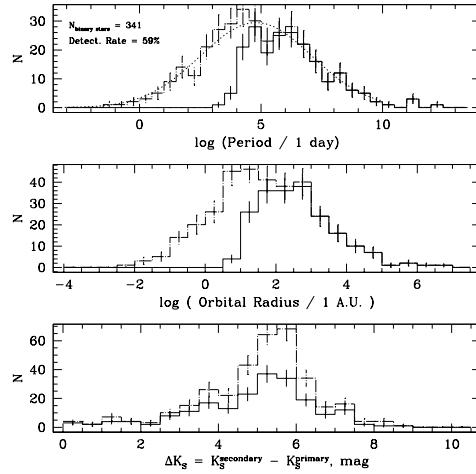 N_binary stars = 341
Detect. Rate = 59%
N
30
20
10
0
0 5 10
log (Period / 1 day)
N
40
30
20
10
0
−4 −2 0 2 4 6
log ( Orbital Radius / 1 A.U. )
N
60
40
20
0
0 2 4 6 8 10
ΔK_S = K_S^secondary − K_S^primary, mag